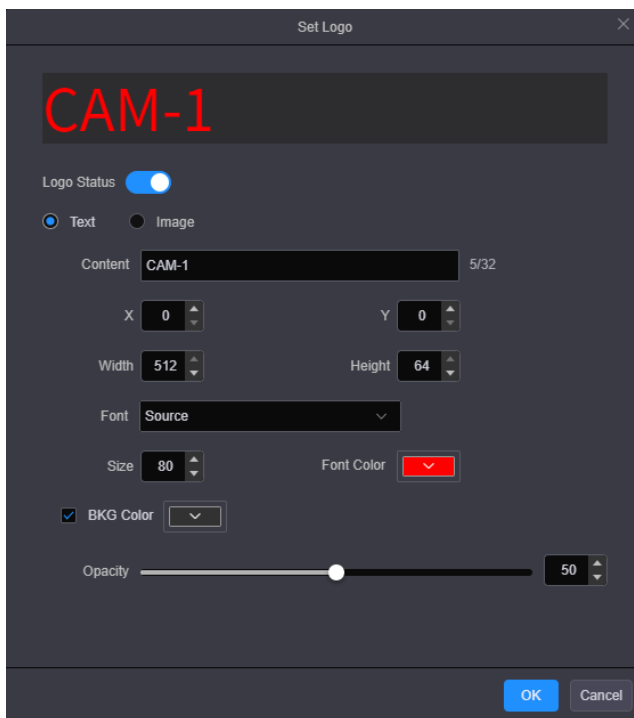 Set Logo
CAM-1
Logo Status
Text Image
Content CAM-1 5/32
X 0 Y 0
Width 512 Height 64
Font Source
Size 80 Font Color
BKG Color
Opacity 50
OK Cancel